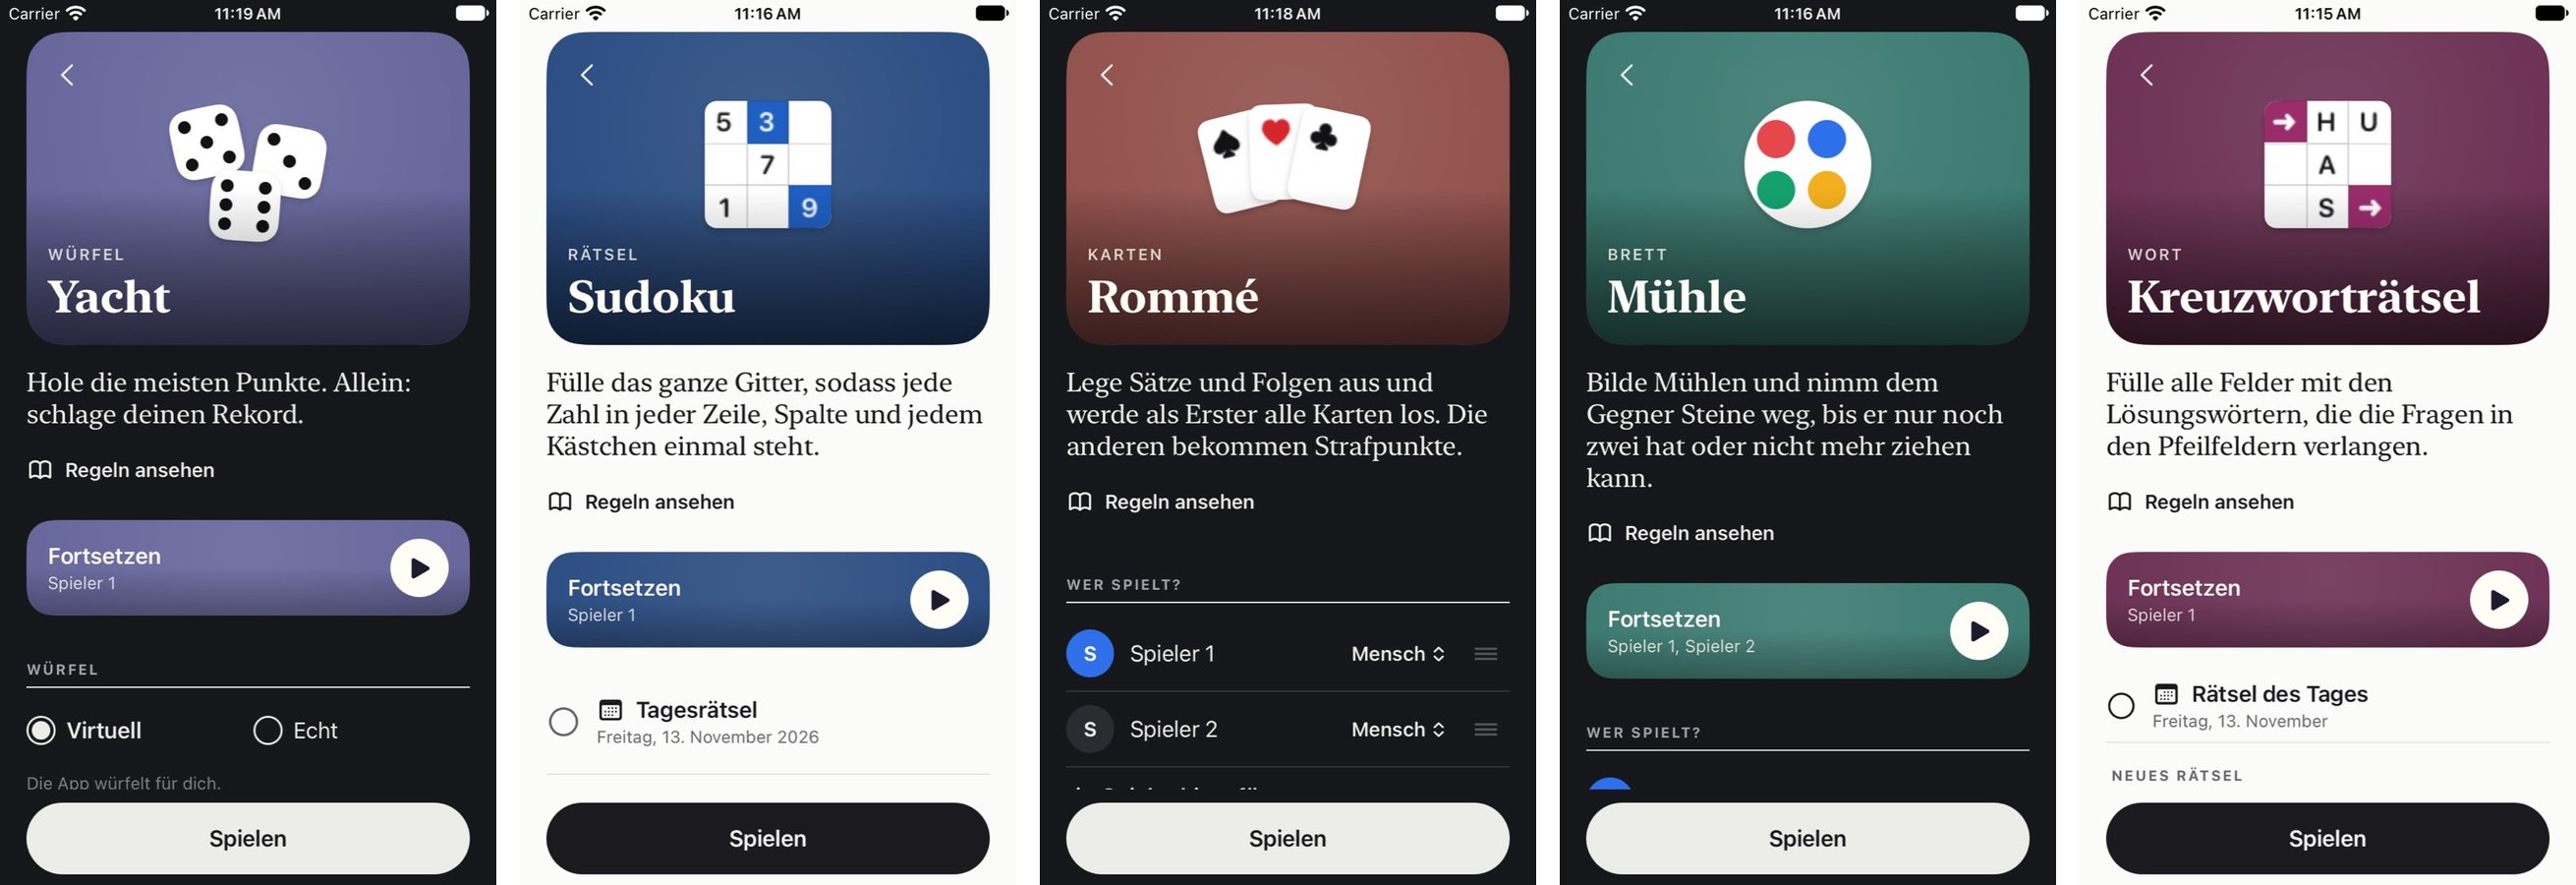 Carrier 11:19 AM
WÜRFEL
Yacht
Hole die meisten Punkte. Allein:
schlage deinen Rekord.
Regeln ansehen
Fortsetzen
Spieler 1
WÜRFEL
Virtuell Echt
Die App würfelt für dich.
Spielen
Carrier 11:16 AM
5 3
7
1 9
RÄTSEL
Sudoku
Fülle das ganze Gitter, sodass jede
Zahl in jeder Zeile, Spalte und jedem
Kästchen einmal steht.
Regeln ansehen
Fortsetzen
Spieler 1
Tagesrätsel
Freitag, 13. November 2026
Spielen
Carrier 11:18 AM
KARTEN
Rommé
Lege Sätze und Folgen aus und
werde als Erster alle Karten los. Die
anderen bekommen Strafpunkte.
Regeln ansehen
WER SPIELT?
S Spieler 1 Mensch
S Spieler 2 Mensch
Spielen
Carrier 11:16 AM
BRETT
Mühle
Bilde Mühlen und nimm dem
Gegner Steine weg, bis er nur noch
zwei hat oder nicht mehr ziehen
kann.
Regeln ansehen
Fortsetzen
Spieler 1, Spieler 2
WER SPIELT?
Spielen
Carrier 11:15 AM
H U
A
S
WORT
Kreuzworträtsel
Fülle alle Felder mit den
Lösungswörtern, die die Fragen in
den Pfeilfeldern verlangen.
Regeln ansehen
Fortsetzen
Spieler 1
Rätsel des Tages
Freitag, 13. November
NEUES RÄTSEL
Spielen